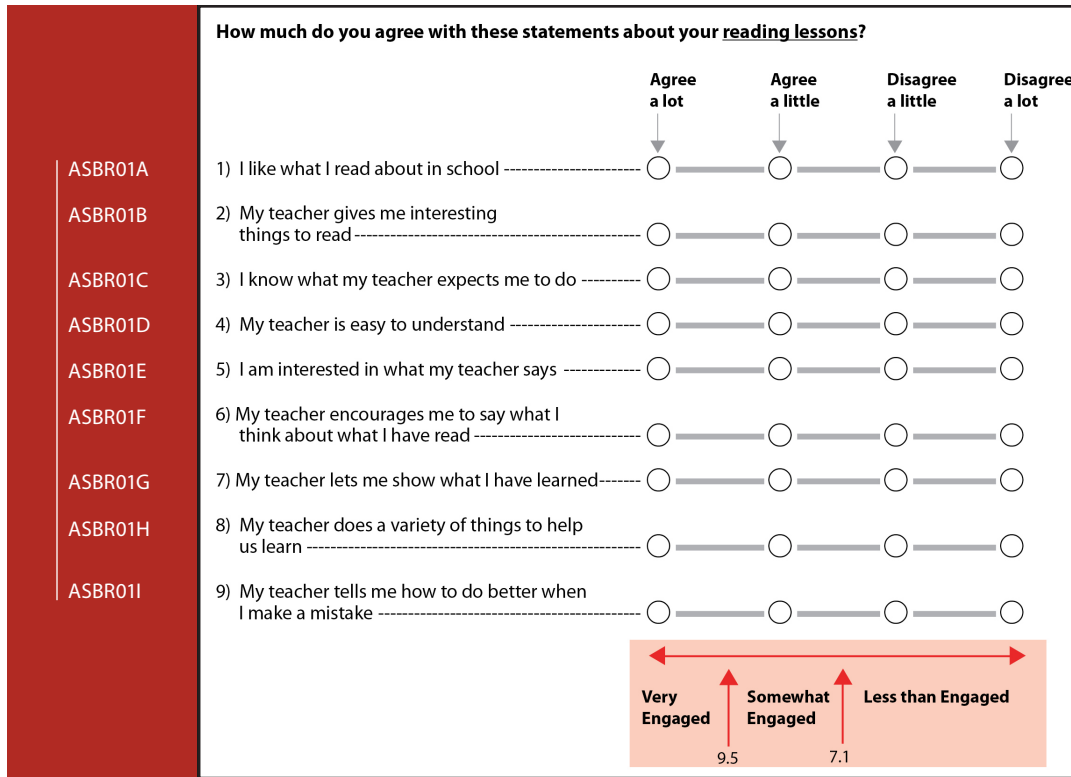 How much do you agree with these statements about your reading lessons?
Agree a lot
Agree a little
Disagree a little
Disagree a lot
ASBR01A
1) I like what I read about in school
ASBR01B
2) My teacher gives me interesting
things to read
ASBR01C
3) I know what my teacher expects me to do
ASBR01D
4) My teacher is easy to understand
ASBR01E
5) I am interested in what my teacher says
ASBR01F
6) My teacher encourages me to say what I
think about what I have read
ASBR01G
7) My teacher lets me show what I have learned
ASBR01H
8) My teacher does a variety of things to help
us learn
ASBR01I
9) My teacher tells me how to do better when
I make a mistake
Very
Engaged
Somewhat
Engaged
Less than Engaged
9.5
7.1